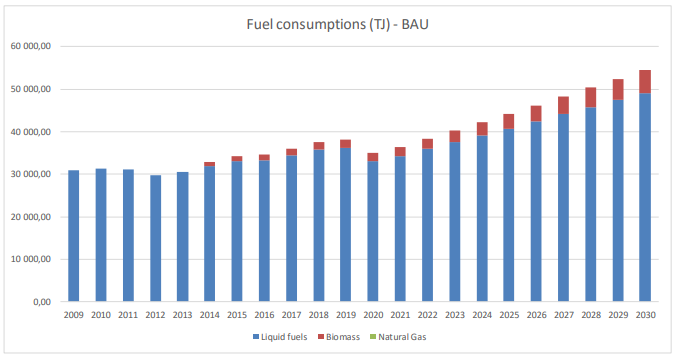 Fuel consumptions (TJ) - BAU
60 000,00
50 000,00
40 000,00
30 000,00
20 000,00
10 000,00
0,00
2009 2010 2011 2012 2013 2014 2015 2016 2017 2018 2019 2020 2021 2022 2023 2024 2025 2026 2027 2028 2029 2030
Liquid fuels Biomass Natural Gas